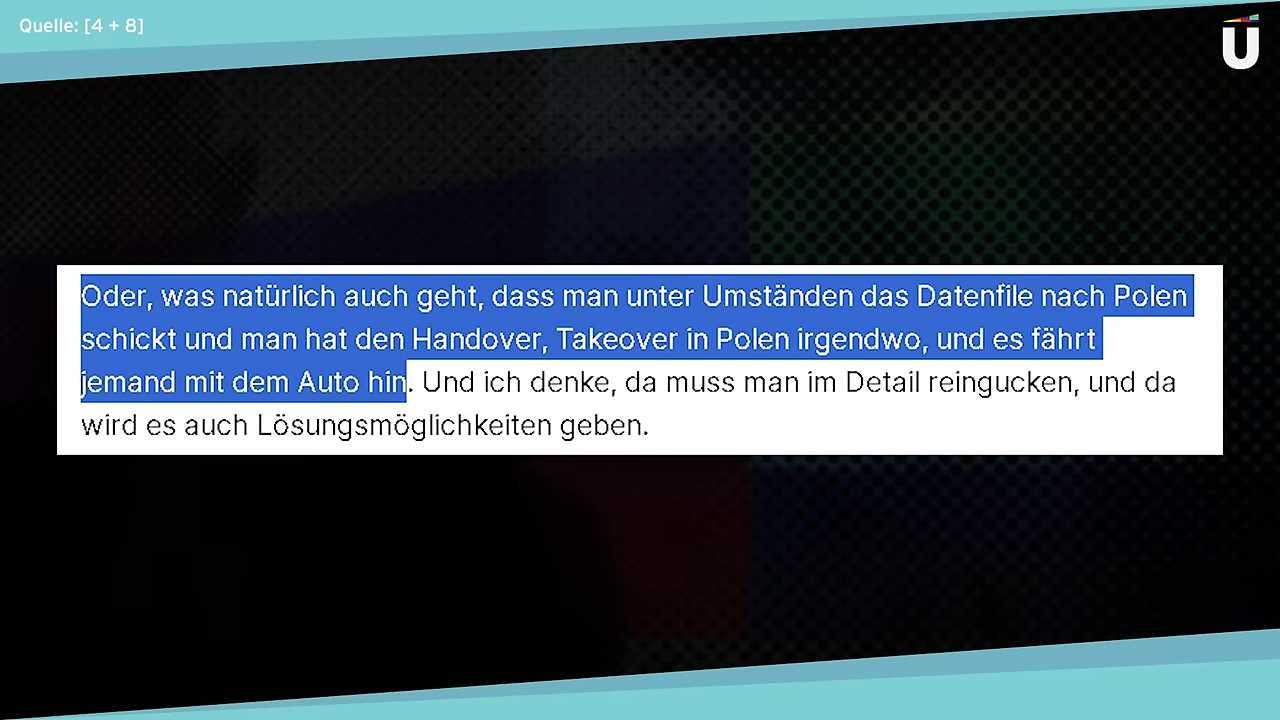 Quelle: [4 + 8]
Ü
Oder, was natürlich auch geht, dass man unter Umständen das Datenfile nach Polen
schickt und man hat den Handover, Takeover in Polen irgendwo, und es fährt
jemand mit dem Auto hin. Und ich denke, da muss man im Detail reingucken, und da
wird es auch Lösungsmöglichkeiten geben.